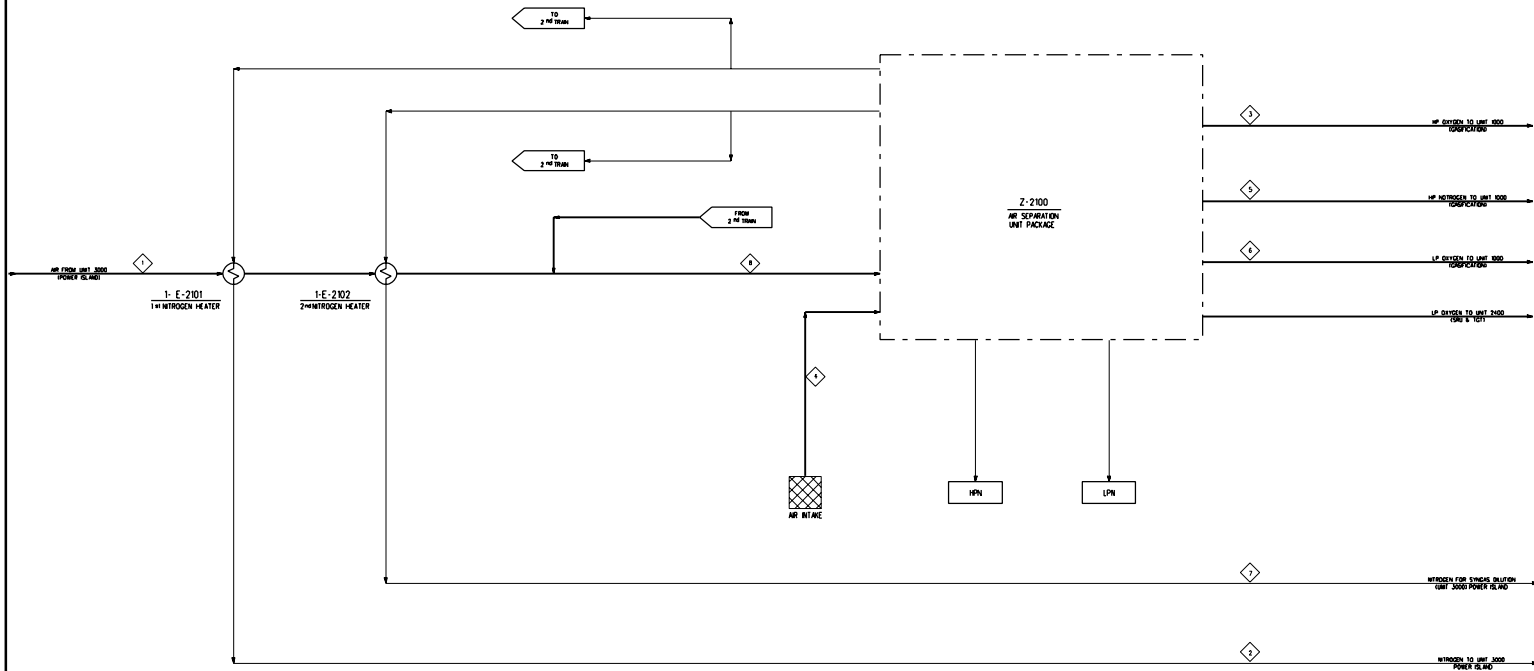 TO
2nd TRAIN
3
HP OXYGEN TO UNIT 1000
(GASIFICATION)
TO
2nd TRAIN
5
HP NOTROGEN TO UNIT 1000
(GASIFICATION)
Z-2100
AIR SEPARATION
UNIT PACKAGE
FROM
2nd TRAIN
6
LP OXYGEN TO UNIT 1000
(GASIFICATION)
1
AIR FROM UNIT 3000
(POWER ISLAND)
8
1- E-2101
1st NITROGEN HEATER
1-E-2102
2nd NITROGEN HEATER
LP OXYGEN TO UNIT 2400
(SRU & TGT)
4
HPN
LPN
AIR INTAKE
7
NITROGEN FOR SYNGAS DILUTION
(UNIT 3000) POWER ISLAND
2
NITROGEN TO UNIT 3000
POWER ISLAND